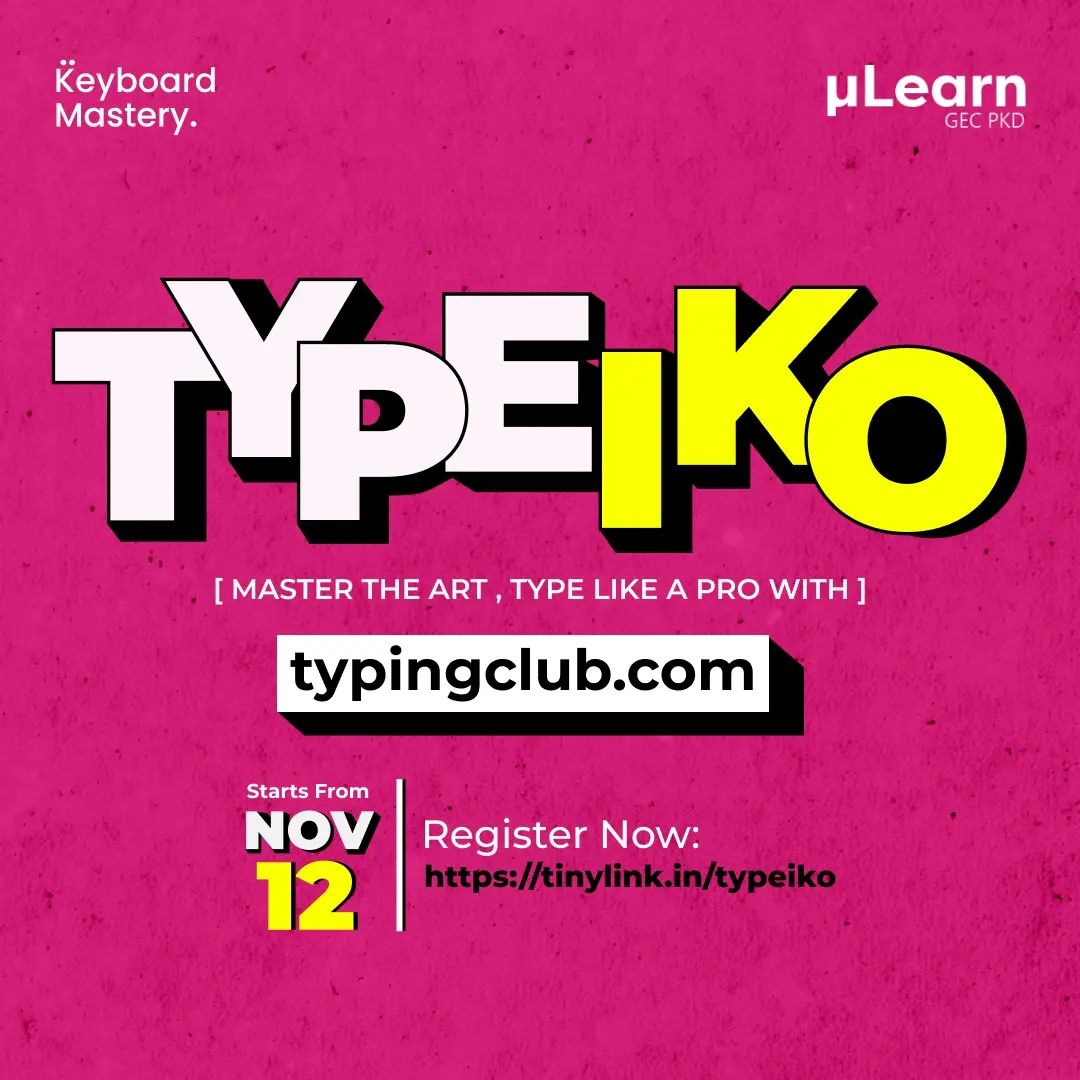 K̈eyboard
Mastery.
µLearn
GEC PKD
TYPEIKO
[ MASTER THE ART , TYPE LIKE A PRO WITH ]
typingclub.com
Starts From
NOV
12
Register Now:
https://tinylink.in/typeiko